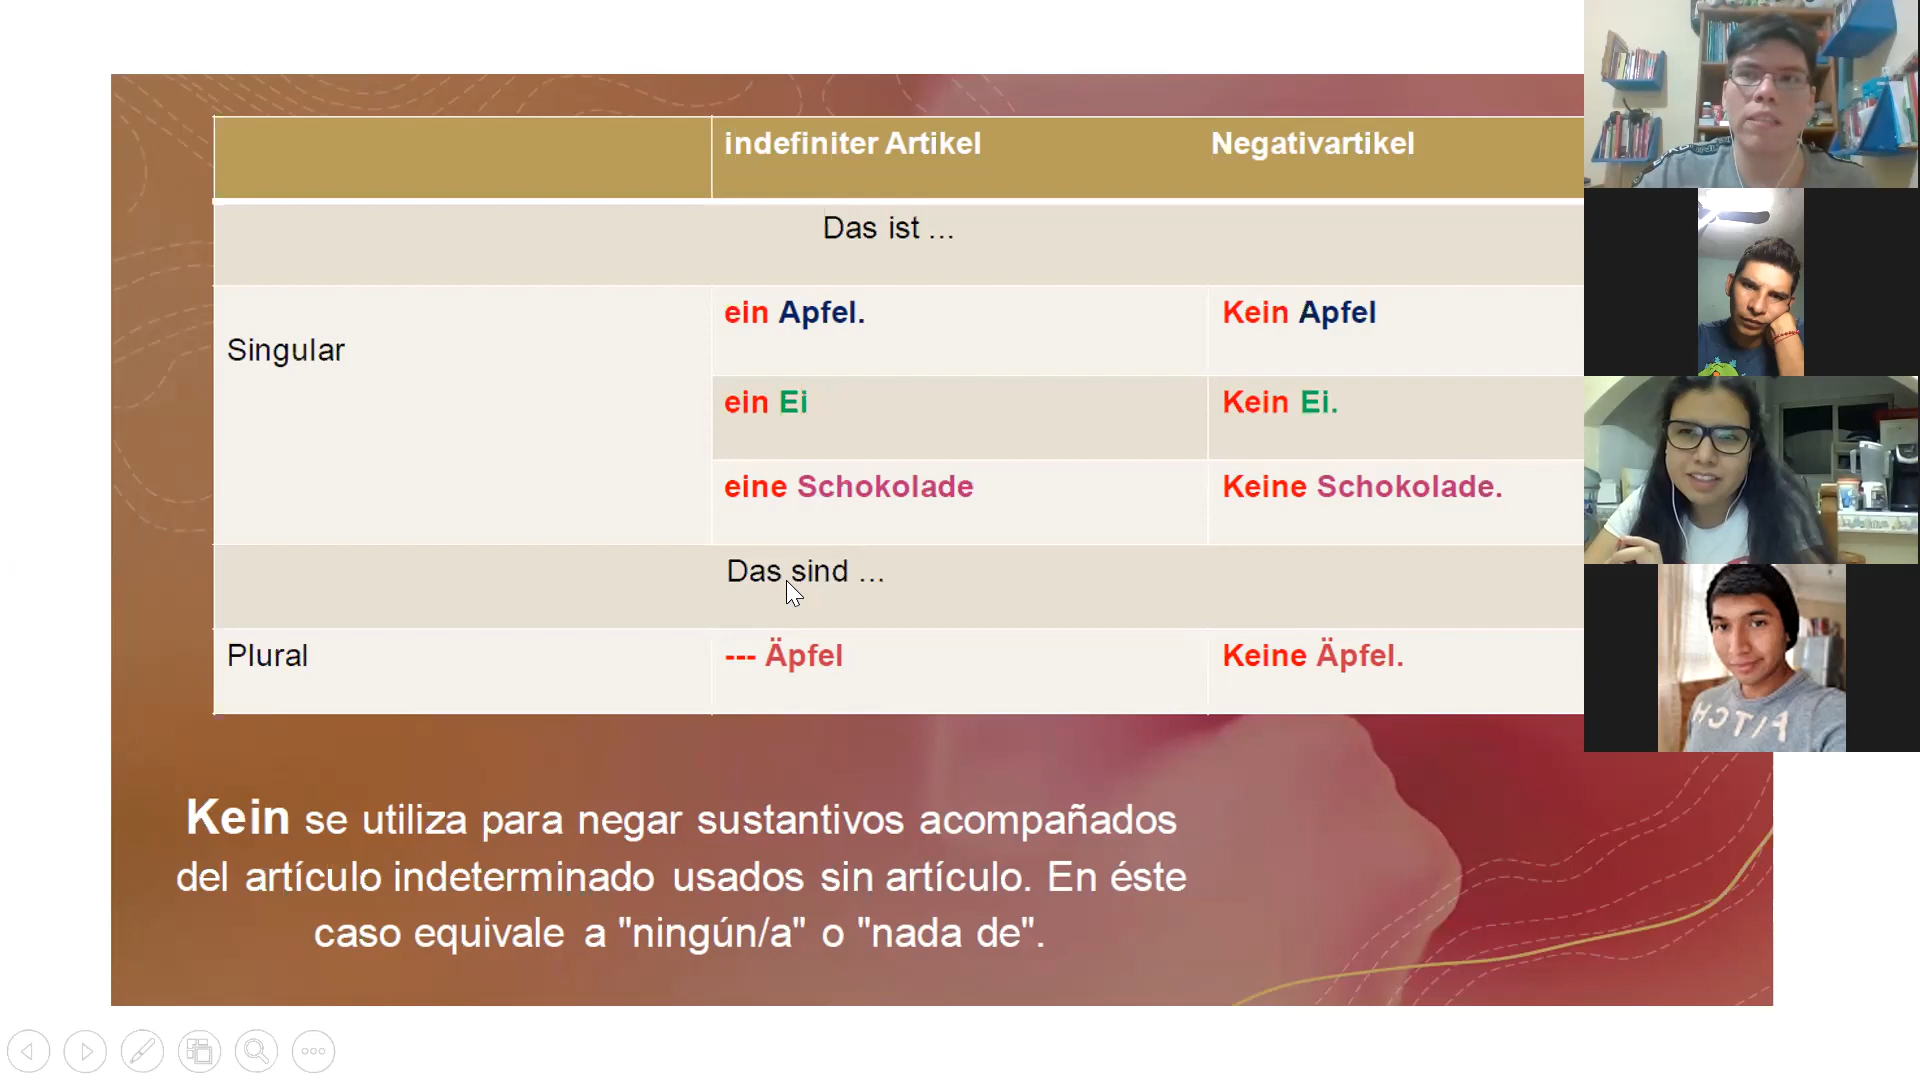 indefiniter Artikel Negativartikel
Das ist ...
Singular
ein Apfel. Kein Apfel
ein Ei Kein Ei.
eine Schokolade Keine Schokolade.
Das sind ...
Plural --- Äpfel Keine Äpfel.
Kein se utiliza para negar sustantivos acompañados
del artículo indeterminado usados sin artículo. En éste
caso equivale a "ningún/a" o "nada de".